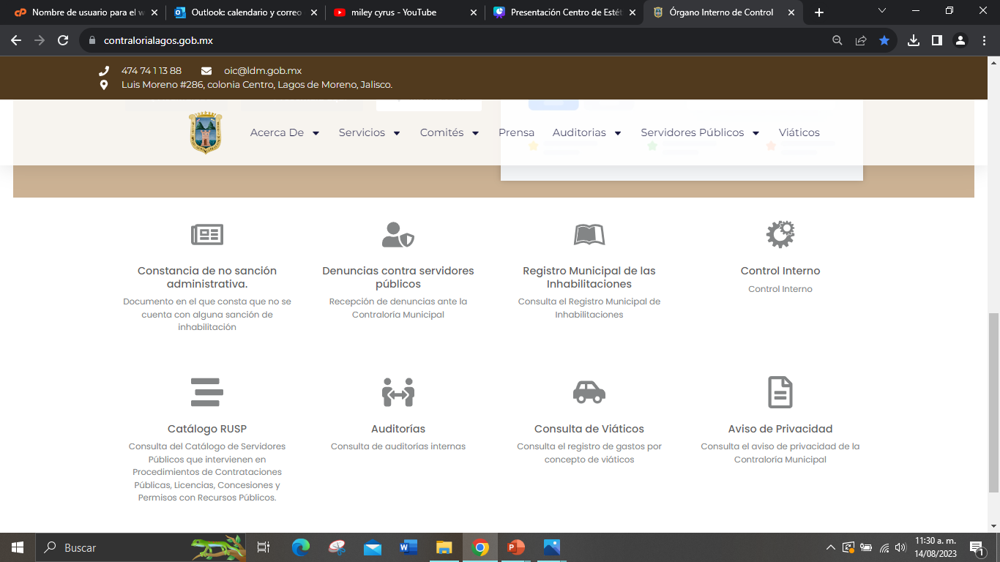 Nombre de usuario para el w
Outlook: calendario y correo
miley cyrus - YouTube
Presentación Centro de Estét
Órgano Interno de Control
contralorialagos.gob.mx
474 74 1 13 88
oic@ldm.gob.mx
Luis Moreno #286, colonia Centro, Lagos de Moreno, Jalisco.
Acerca De
Servicios
Comités
Prensa
Auditorias
Servidores Públicos
Viáticos
Constancia de no sanción
administrativa.
Documento en el que consta que no se
cuenta con alguna sanción de
inhabilitación
Denuncias contra servidores
públicos
Recepción de denuncias ante la
Contraloría Municipal
Registro Municipal de las
Inhabilitaciones
Consulta el Registro Municipal de
Inhabilitaciones
Control Interno
Control Interno
Catálogo RUSP
Consulta del Catálogo de Servidores
Públicos que intervienen en
Procedimientos de Contrataciones
Públicas, Licencias, Concesiones y
Permisos con Recursos Públicos.
Auditorías
Consulta de auditorías internas
Consulta de Viáticos
Consulta el registro de gastos por
concepto de viáticos
Aviso de Privacidad
Consulta el aviso de privacidad de la
Contraloría Municipal
Buscar
11:30 a. m.
14/08/2023
1